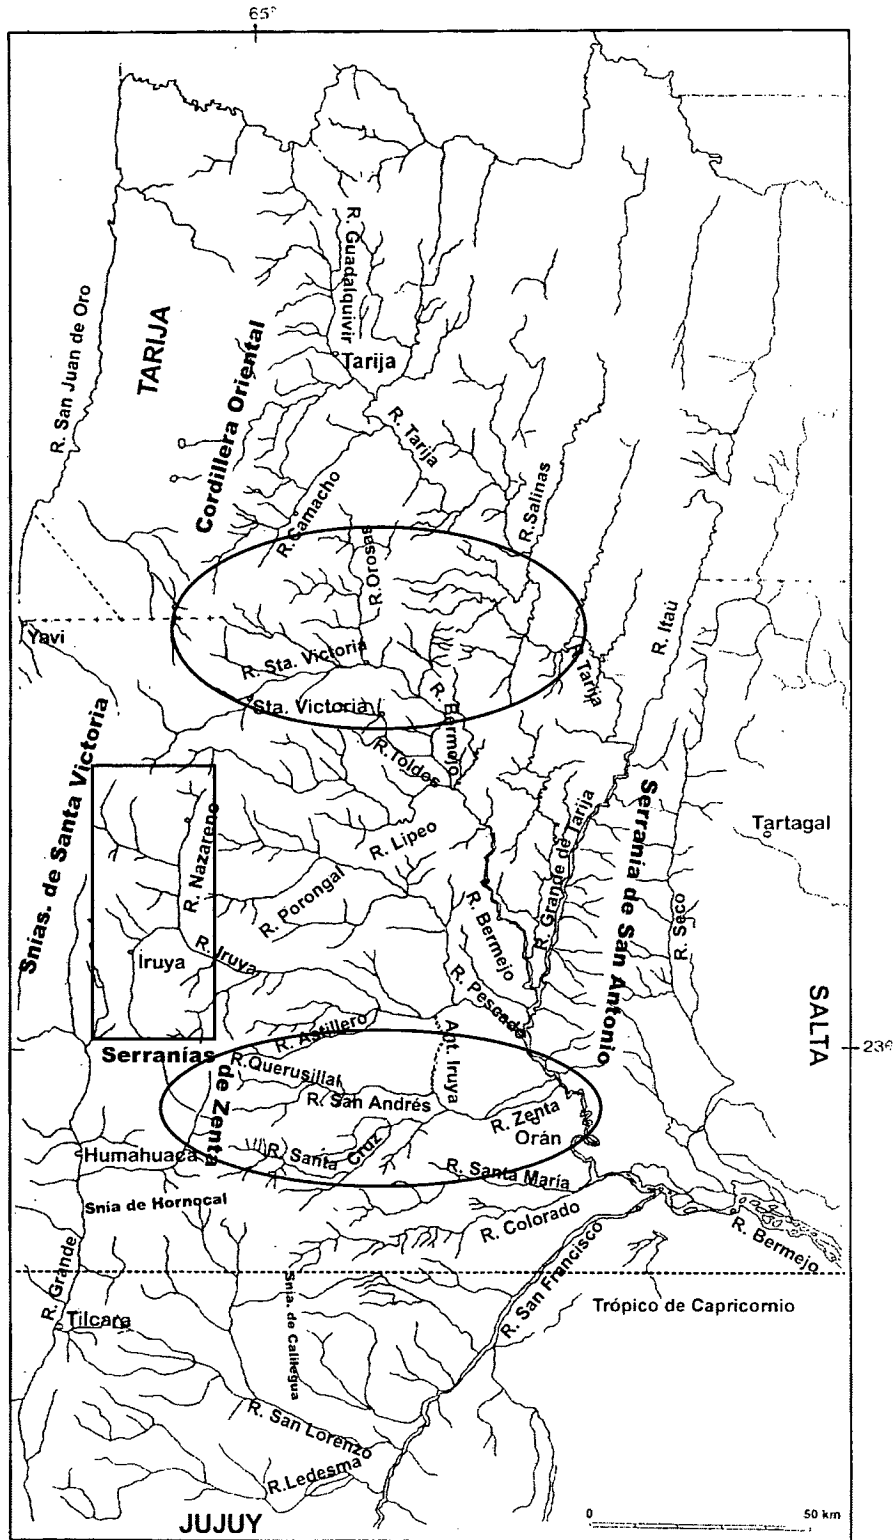 65°
R. Guadalquivir
R. San Juan de Oro
TARIJA
Tarija
Cordillera Oriental
R. Tarija
R.Salinas
R.Camacho
R.Orosas
R. Itaú
Yavi
R. Sta. Victoria
R. Tarija
Sta. Victoria
R. Bermejo
R.Toldos
Snias. de Santa Victoria
Serrania de San Antonio
R. Nazareno
R. Lipeo
R. Grande de Tarija
Tartagal
R. Porongal
R. Bermejo
R. Seco
Iruya
R. Iruya
R. Pescado
SALTA
R. Astillero
Ant. Iruya
23°
Serranías
de Zenta
R.Querusillal
R. San Andrés
R. Zenta
Orán
Humahuaca
R. Santa Cruz
R. Santa María
Snía de Hornocal
R. Colorado
R. Bermejo
R. Grande
R. San Francisco
Trópico de Capricornio
Tilcara
Snia. de Calilegua
R. San Lorenzo
R.Ledesma
JUJUY
0 50 km